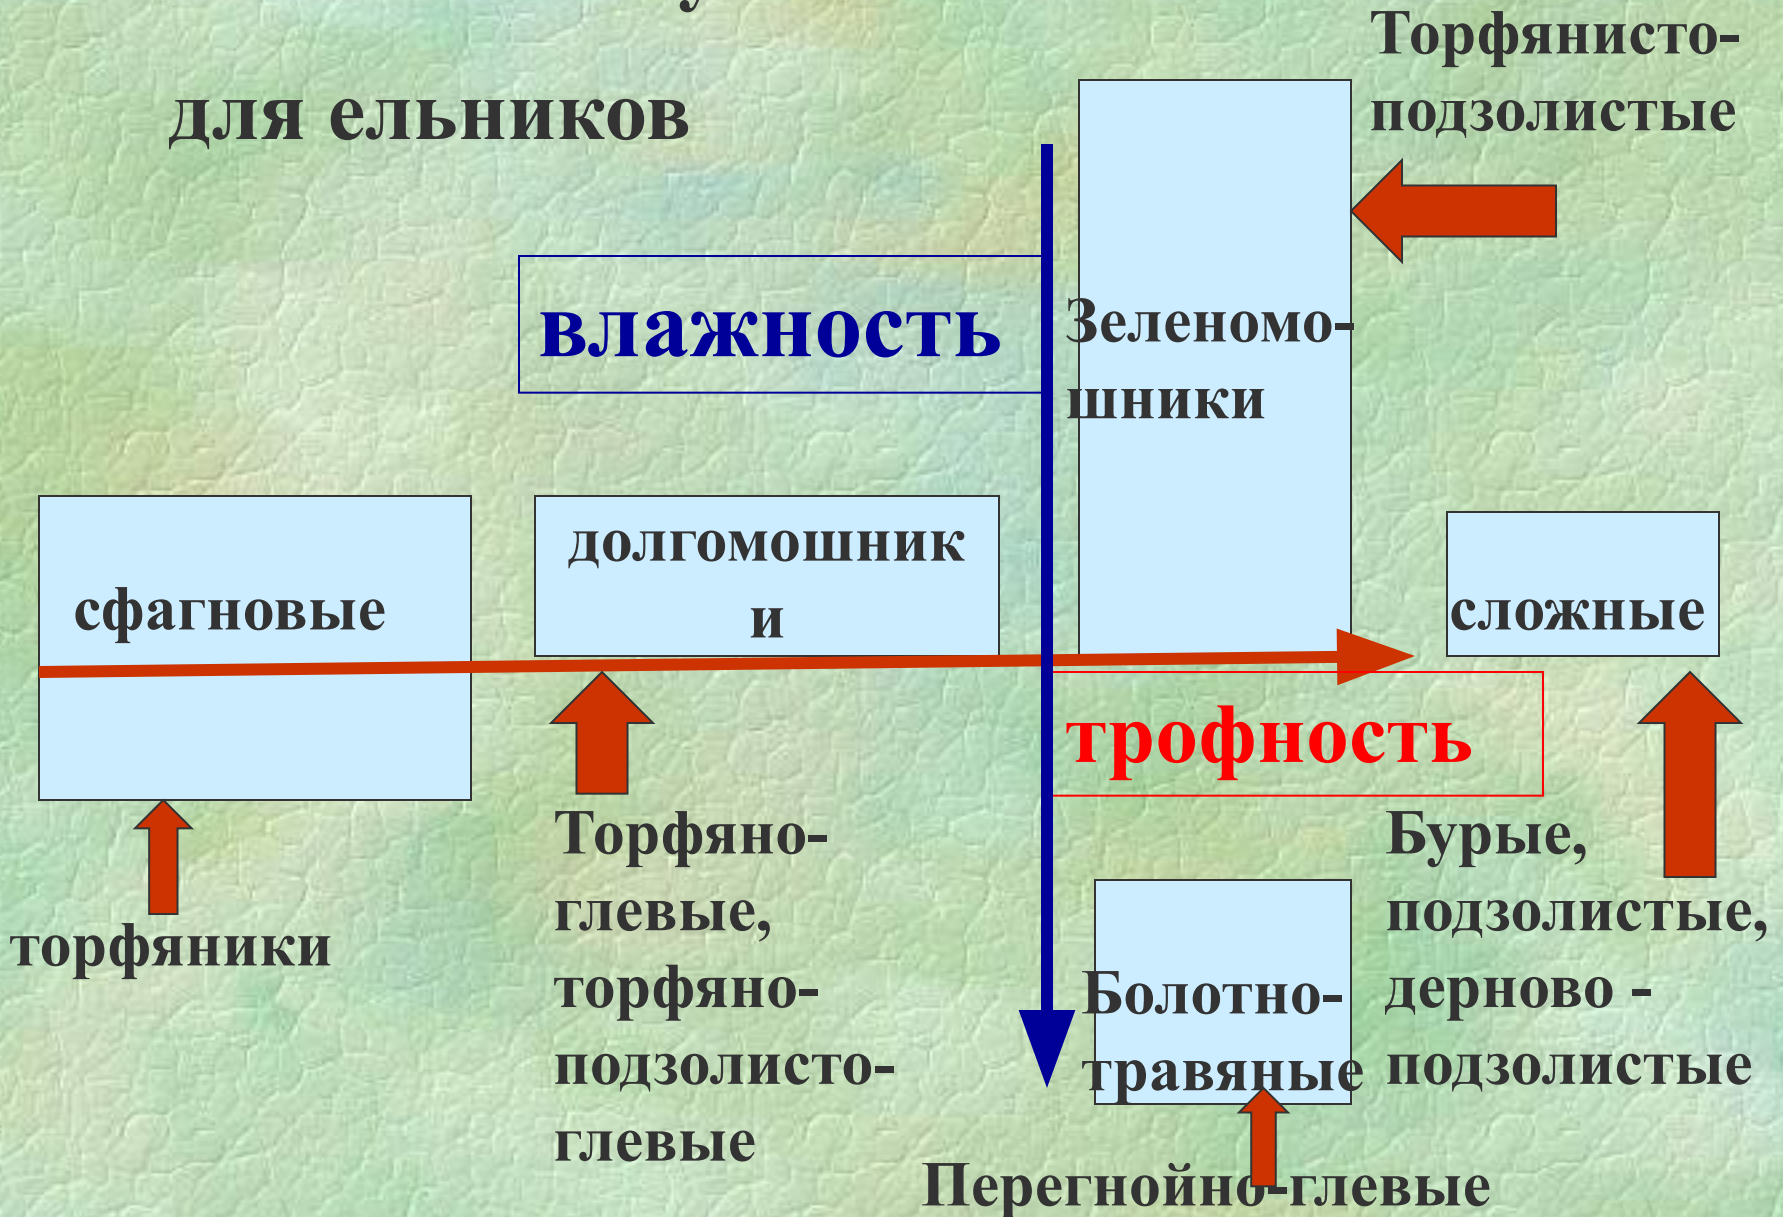 для ельников
Торфянисто-
подзолистые
влажность
Зеленомо-
шники
сфагновые
долгомошник
и
сложные
трофность
торфяники
Торфяно-
глевые,
торфяно-
подзолисто-
глевые
Болотно-
травяные
Бурые,
подзолистые,
дерново -
подзолистые
Перегнойно-глевые